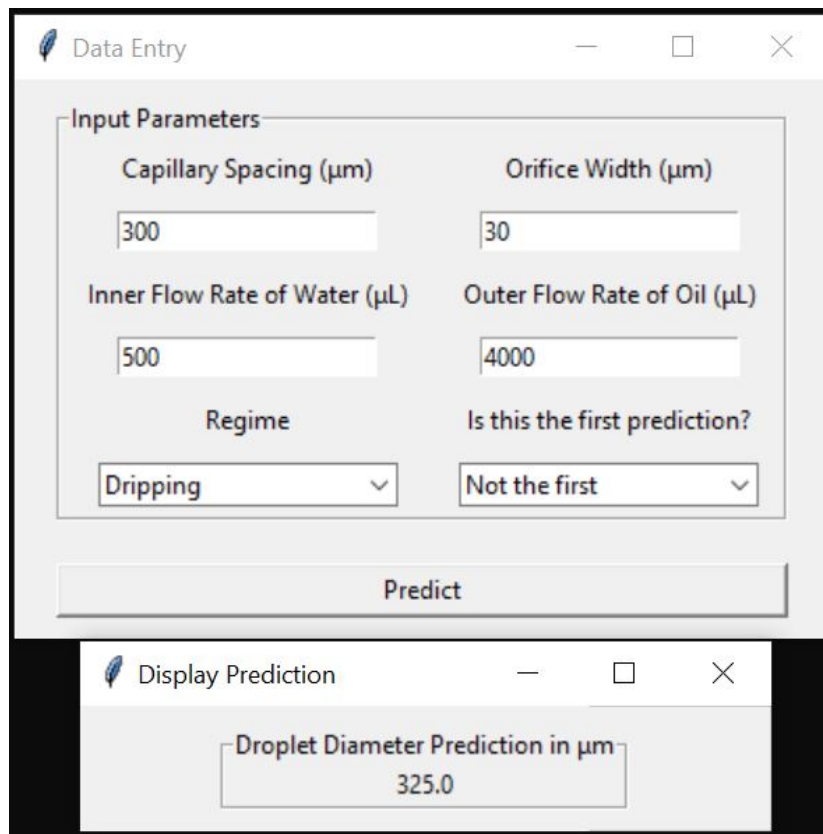 Data Entry
Input Parameters
Capillary Spacing (µm) Orifice Width (µm)
300 30
Inner Flow Rate of Water (µL) Outer Flow Rate of Oil (µL)
500 4000
Regime Is this the first prediction?
Dripping Not the first
Predict
Display Prediction
Droplet Diameter Prediction in µm
325.0